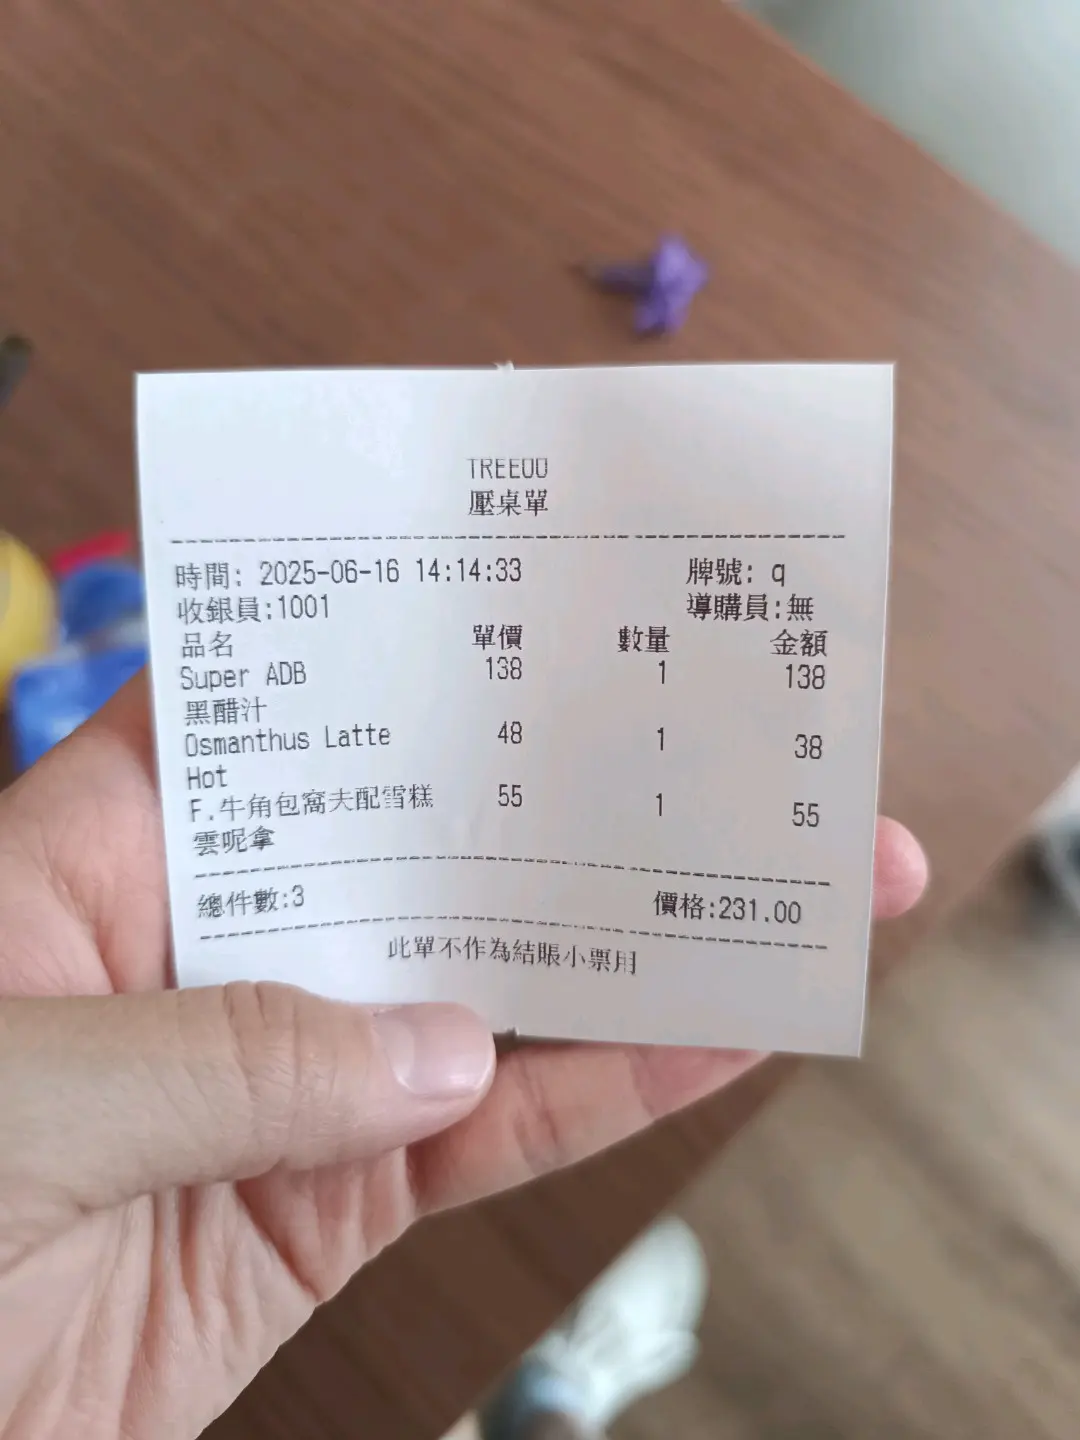 TREEOO
壓桌單
時間: 2025-06-16 14:14:33 牌號: q
收銀員:1001 導購員:無
品名 單價 數量 金額
Super ADB 138 1 138
黑醋汁
Osmanthus Latte 48 1 38
Hot
F.牛角包窩夫配雪糕 55 1 55
雲呢拿
總件數:3 價格:231.00
此單不作為結賬小票用